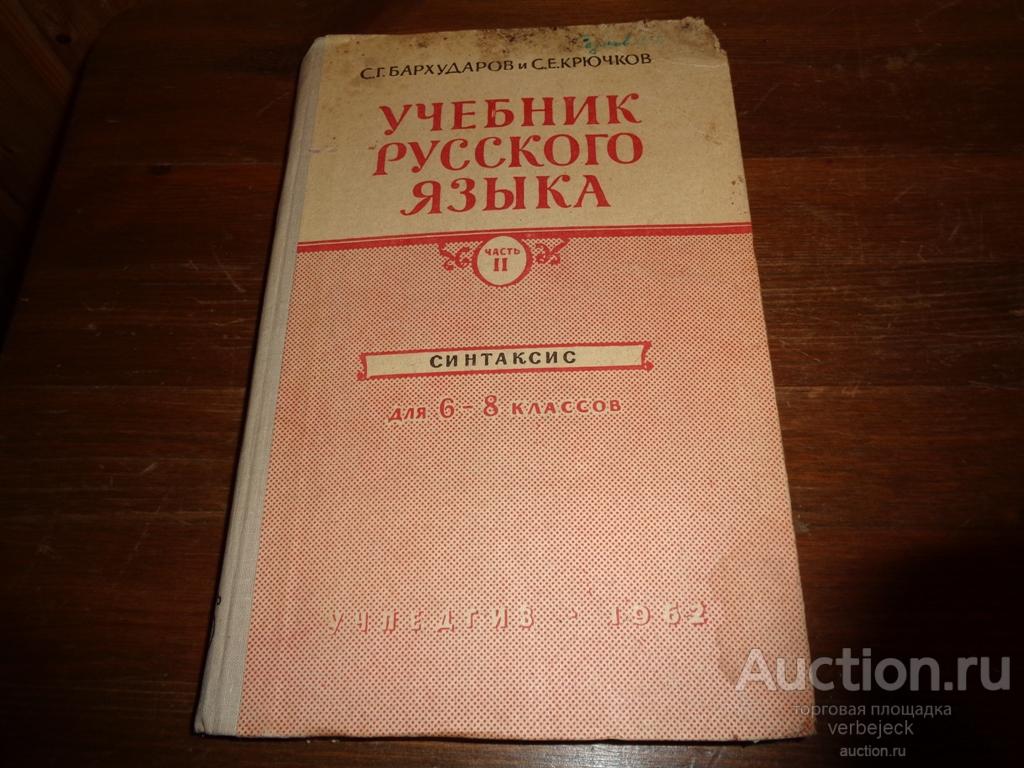 С.Г. БАРХУДАРОВ и С.Е. КРЮЧКОВ
УЧЕБНИК
РУССКОГО
ЯЗЫКА
ЧАСТЬ
II
СИНТАКСИС
ДЛЯ 6-8 КЛАССОВ
УЧПЕДГИЗ · 1962
Auction.ru
торговая площадка
verbejeck
auction.ru